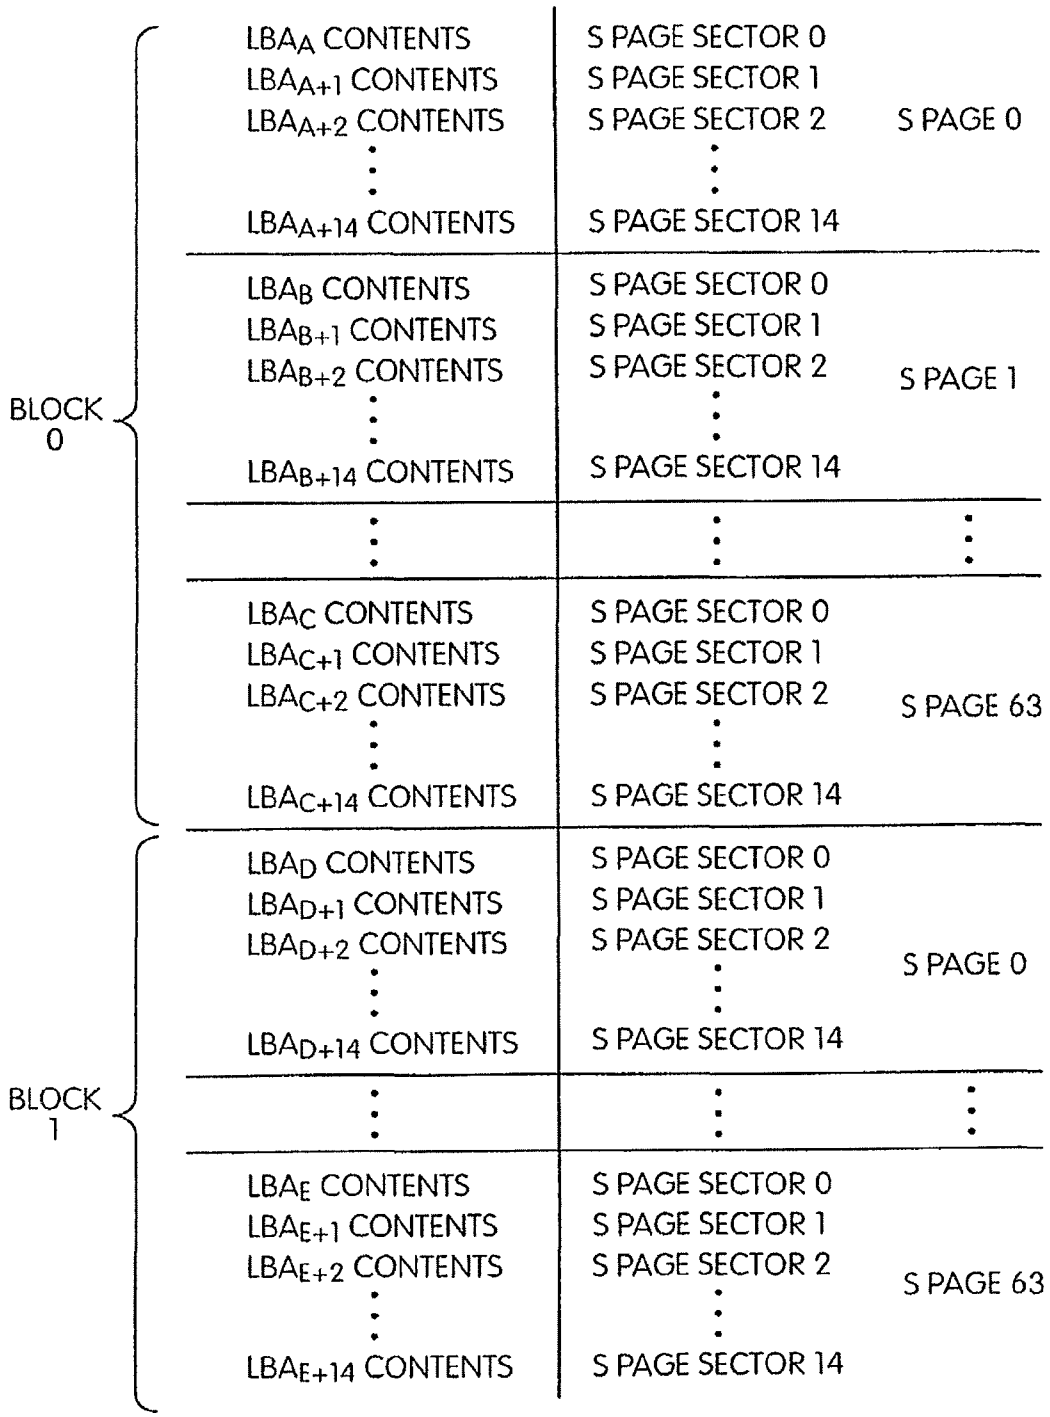 LBAA CONTENTS S PAGE SECTOR 0
LBAA+1 CONTENTS S PAGE SECTOR 1
LBAA+2 CONTENTS S PAGE SECTOR 2 S PAGE 0
LBAA+14 CONTENTS S PAGE SECTOR 14
LBAB CONTENTS S PAGE SECTOR 0
LBAB+1 CONTENTS S PAGE SECTOR 1
LBAB+2 CONTENTS S PAGE SECTOR 2
S PAGE 1
BLOCK
0
LBAB+14 CONTENTS S PAGE SECTOR 14
LBAC CONTENTS S PAGE SECTOR 0
LBAC+1 CONTENTS S PAGE SECTOR 1
LBAC+2 CONTENTS S PAGE SECTOR 2
S PAGE 63
LBAC+14 CONTENTS S PAGE SECTOR 14
LBAD CONTENTS S PAGE SECTOR 0
LBAD+1 CONTENTS S PAGE SECTOR 1
LBAD+2 CONTENTS S PAGE SECTOR 2
S PAGE 0
LBAD+14 CONTENTS S PAGE SECTOR 14
BLOCK
1
LBAE CONTENTS S PAGE SECTOR 0
LBAE+1 CONTENTS S PAGE SECTOR 1
LBAE+2 CONTENTS S PAGE SECTOR 2
S PAGE 63
LBAE+14 CONTENTS S PAGE SECTOR 14